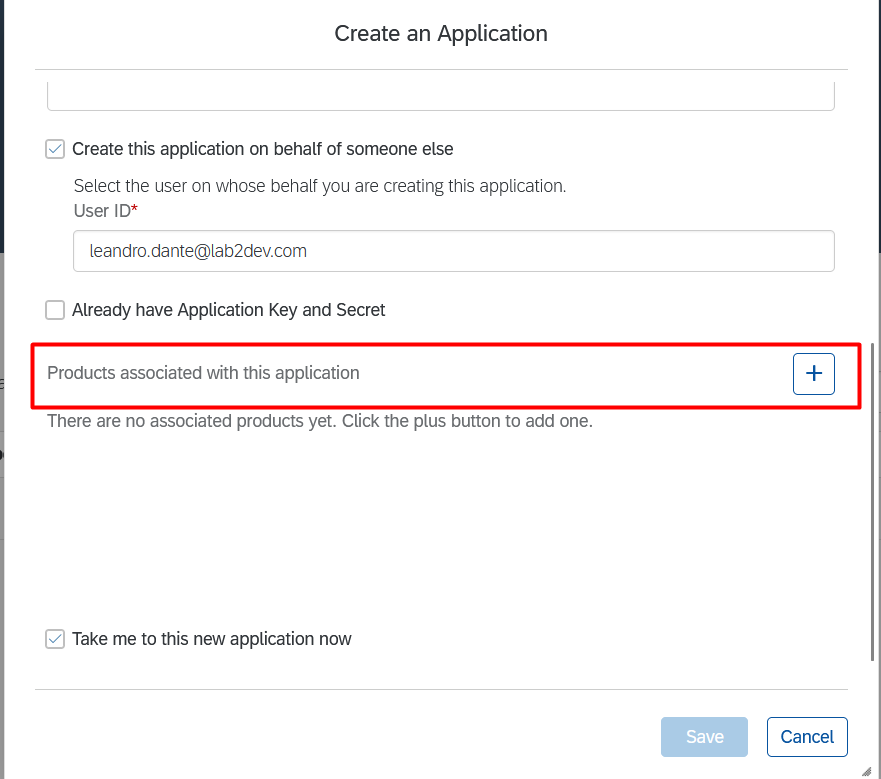 Create an Application
Create this application on behalf of someone else
Select the user on whose behalf you are creating this application.
User ID*
leandro.dante@lab2dev.com
Already have Application Key and Secret
Products associated with this application
There are no associated products yet. Click the plus button to add one.
Take me to this new application now
Save Cancel